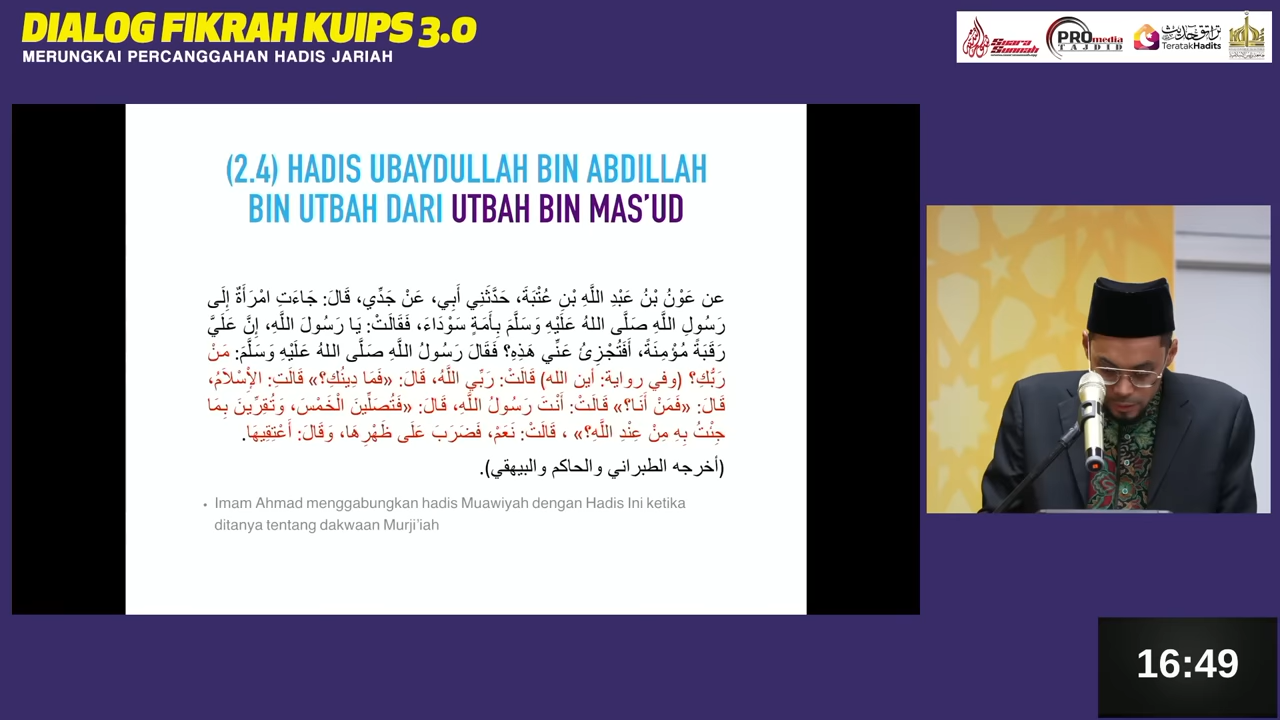 DIALOG FIKRAH KUIPS 3.0
MERUNGKAI PERCANGGAHAN HADIS JARIAH
Suara Sunnah
PROmedia
TAJDID
TeratakHadits
(2.4) HADIS UBAYDULLAH BIN ABDILLAH
BIN UTBAH DARI UTBAH BIN MAS’UD
عن عَوْنُ بْنُ عَبْدِ اللَّهِ بْنِ عُتْبَةَ، حَدَّثَنِي أَبِي، عَنْ جَدِّي، قَالَ: جَاءَتِ امْرَأَةٌ إِلَى
رَسُولِ اللَّهِ صَلَّى اللهُ عَلَيْهِ وَسَلَّمَ بِأَمَةٍ سَوْدَاءَ، فَقَالَتْ: يَا رَسُولَ اللَّهِ، إِنَّ عَلَيَّ
رَقَبَةً مُؤْمِنَةً، أَفَتُجْزِئُ عَنِّي هَذِهِ؟ فَقَالَ رَسُولُ اللَّهِ صَلَّى اللهُ عَلَيْهِ وَسَلَّمَ: مَنْ
رَبُّكِ؟ (وفي رواية: أين الله) قَالَتْ: رَبِّي اللَّهُ، قَالَ: «فَمَا دِينُكِ؟» قَالَتِ: الْإِسْلَامُ،
قَالَ: «فَمَنْ أَنَا؟» قَالَتْ: أَنْتَ رَسُولُ اللَّهِ، قَالَ: «فَتُصَلِّينَ الْخَمْسَ، وَتُقِرِّينَ بِمَا
جِئْتُ بِهِ مِنْ عِنْدِ اللَّهِ؟» ، قَالَتْ: نَعَمْ، فَضَرَبَ عَلَى ظَهْرِهَا، وَقَالَ: أَعْتِقِيهَا.
(أخرجه الطبراني والحاكم والبيهقي).
• Imam Ahmad menggabungkan hadis Muawiyah dengan Hadis Ini ketika
ditanya tentang dakwaan Murji’iah
16:49